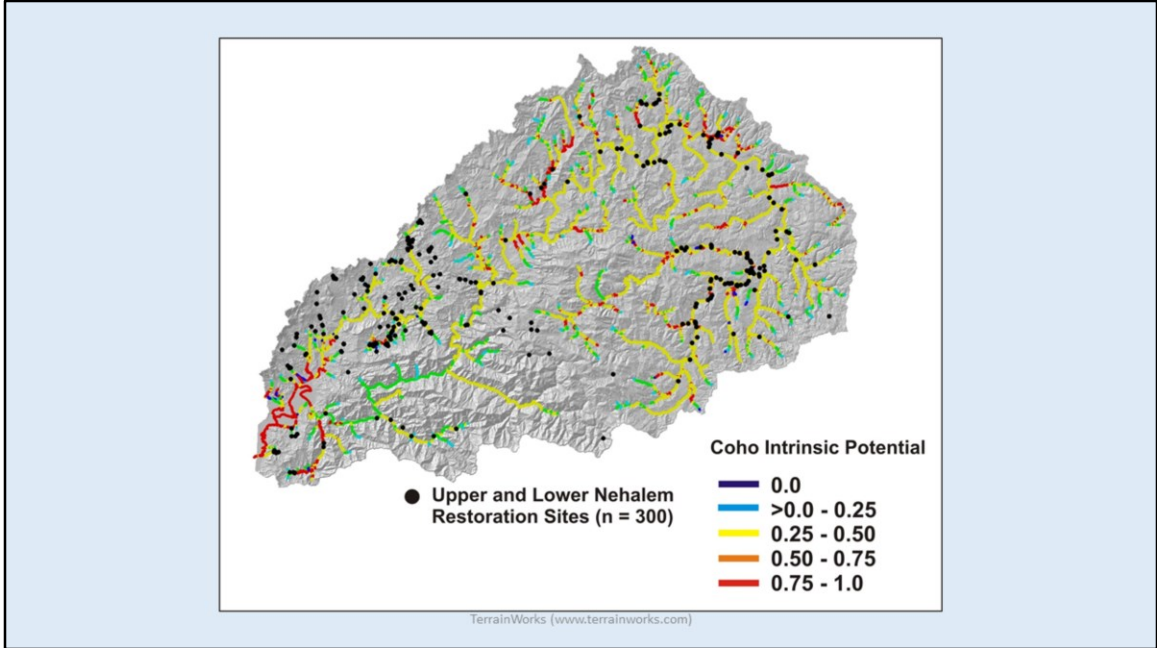 Coho Intrinsic Potential
Upper and Lower Nehalem
Restoration Sites (n = 300)
0.0
>0.0 - 0.25
0.25 - 0.50
0.50 - 0.75
0.75 - 1.0
TerrainWorks (www.terrainworks.com)